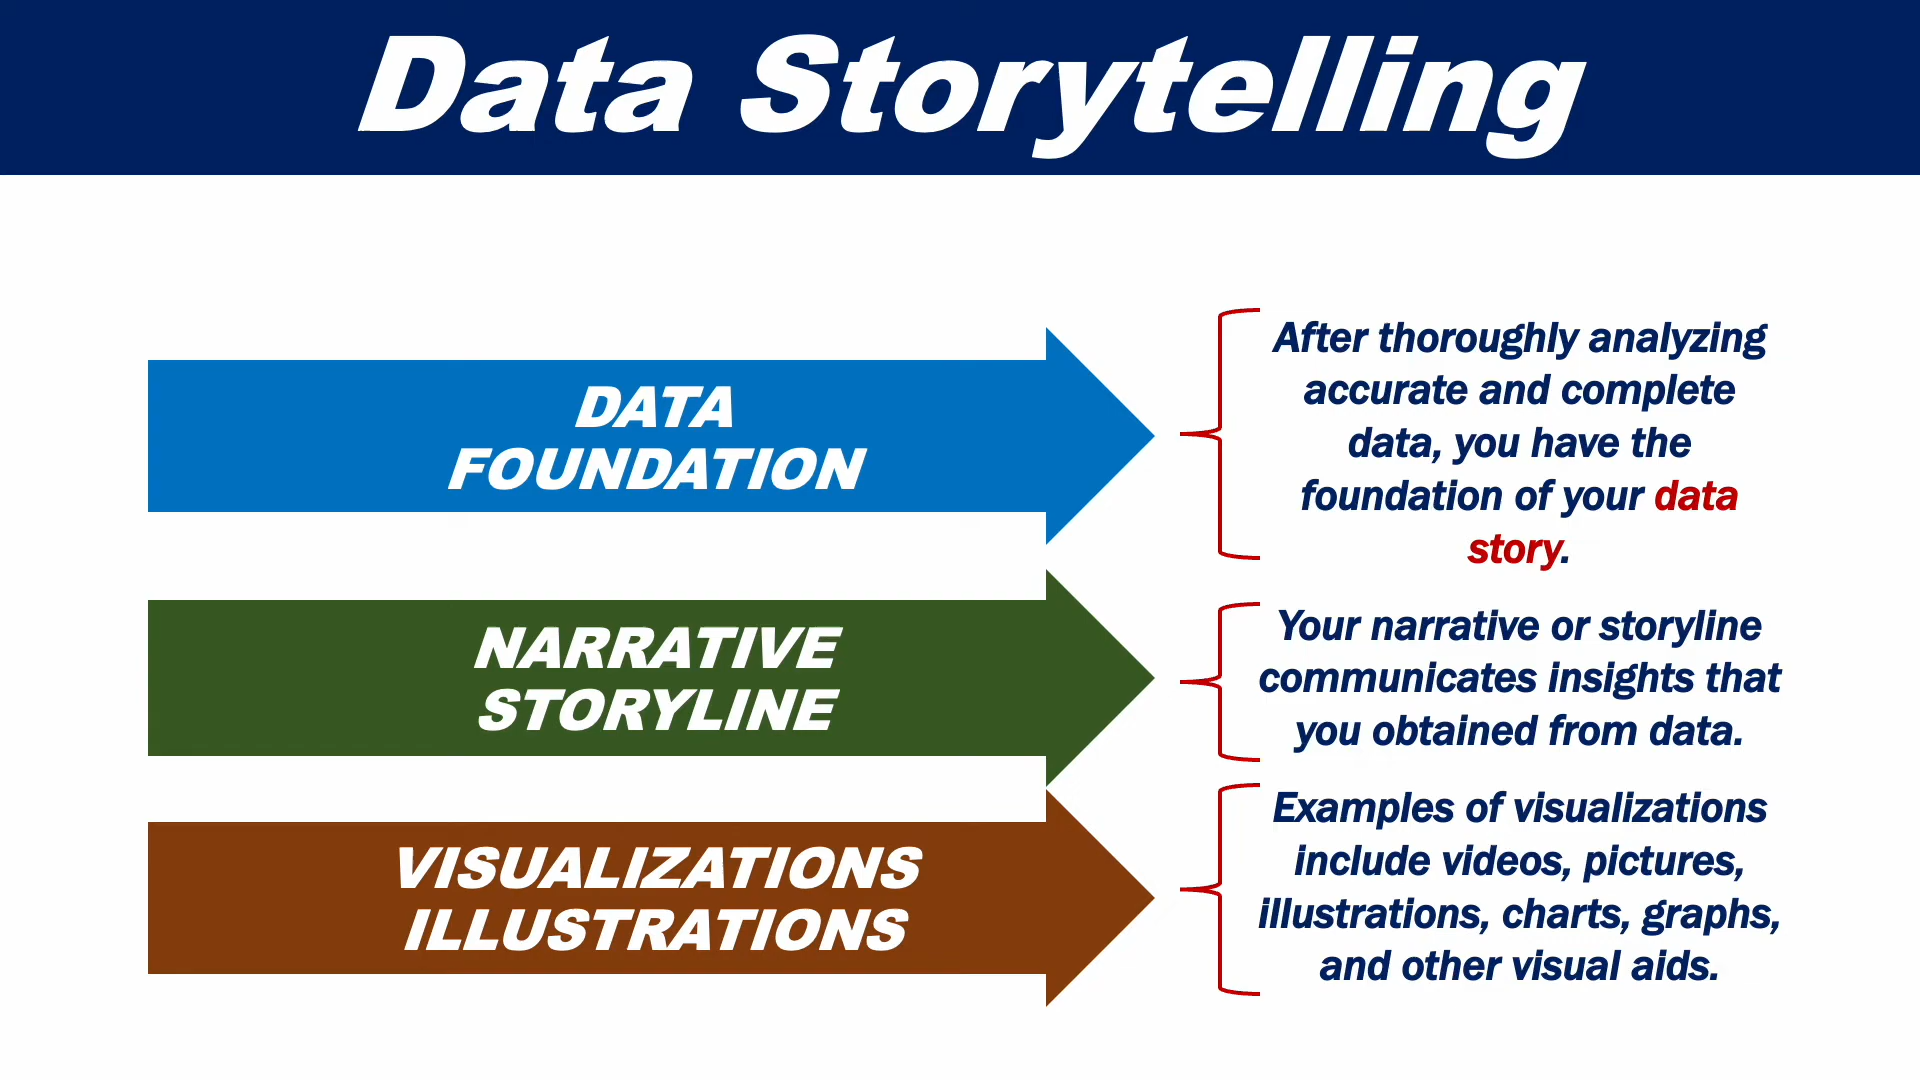 Data Storytelling
DATA
FOUNDATION
After thoroughly analyzing
accurate and complete
data, you have the
foundation of your data
story.
NARRATIVE
STORYLINE
Your narrative or storyline
communicates insights that
you obtained from data.
VISUALIZATIONS
ILLUSTRATIONS
Examples of visualizations
include videos, pictures,
illustrations, charts, graphs,
and other visual aids.